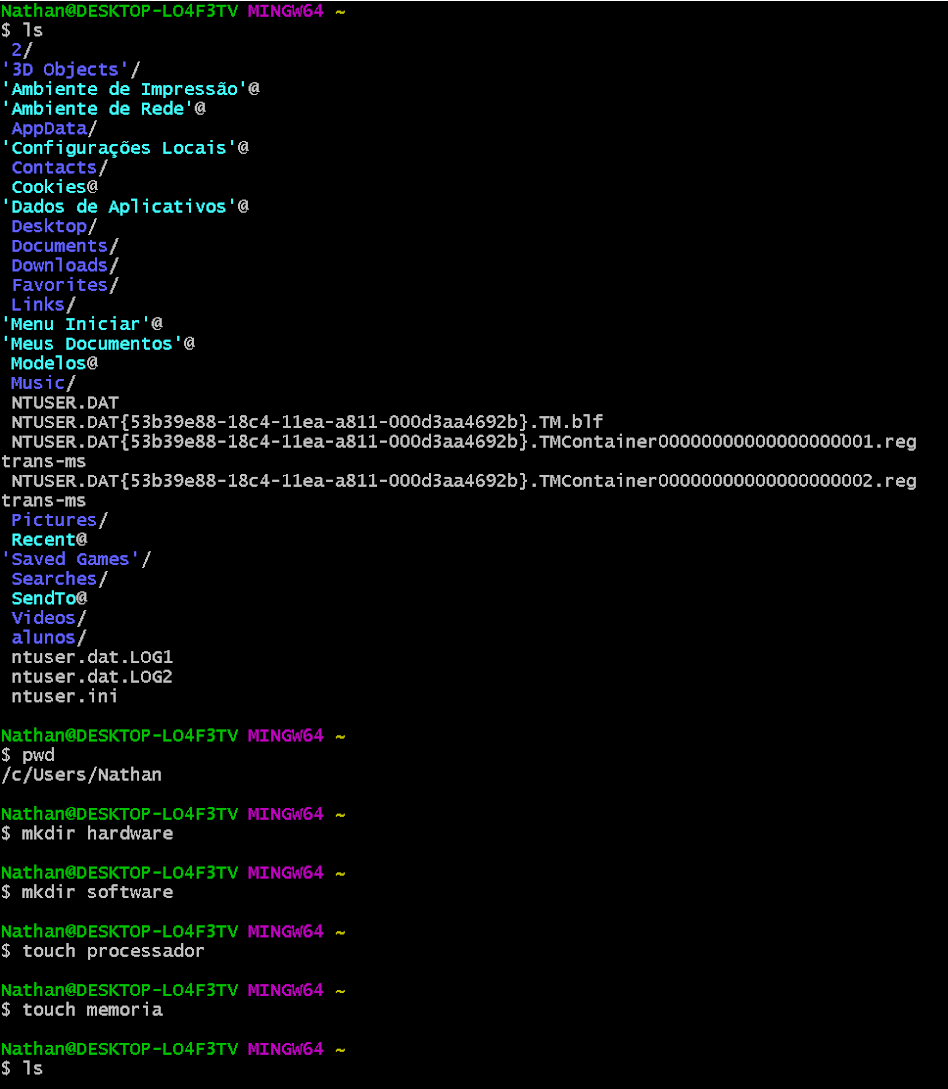 Nathan@DESKTOP-LO4F3TV MINGW64 ~
$ ls
2/
'3D Objects'/
'Ambiente de Impressão'@
'Ambiente de Rede'@
AppData/
'Configurações Locais'@
Contacts/
Cookies@
'Dados de Aplicativos'@
Desktop/
Documents/
Downloads/
Favorites/
Links/
'Menu Iniciar'@
'Meus Documentos'@
Modelos@
Music/
NTUSER.DAT
NTUSER.DAT{53b39e88-18c4-11ea-a811-000d3aa4692b}.TM.blf
NTUSER.DAT{53b39e88-18c4-11ea-a811-000d3aa4692b}.TMContainer00000000000000000001.reg
trans-ms
NTUSER.DAT{53b39e88-18c4-11ea-a811-000d3aa4692b}.TMContainer00000000000000000002.reg
trans-ms
Pictures/
Recent@
'Saved Games'/
Searches/
SendTo@
Videos/
alunos/
ntuser.dat.LOG1
ntuser.dat.LOG2
ntuser.ini
Nathan@DESKTOP-LO4F3TV MINGW64 ~
$ pwd
/c/Users/Nathan
Nathan@DESKTOP-LO4F3TV MINGW64 ~
$ mkdir hardware
Nathan@DESKTOP-LO4F3TV MINGW64 ~
$ mkdir software
Nathan@DESKTOP-LO4F3TV MINGW64 ~
$ touch processador
Nathan@DESKTOP-LO4F3TV MINGW64 ~
$ touch memoria
Nathan@DESKTOP-LO4F3TV MINGW64 ~
$ ls